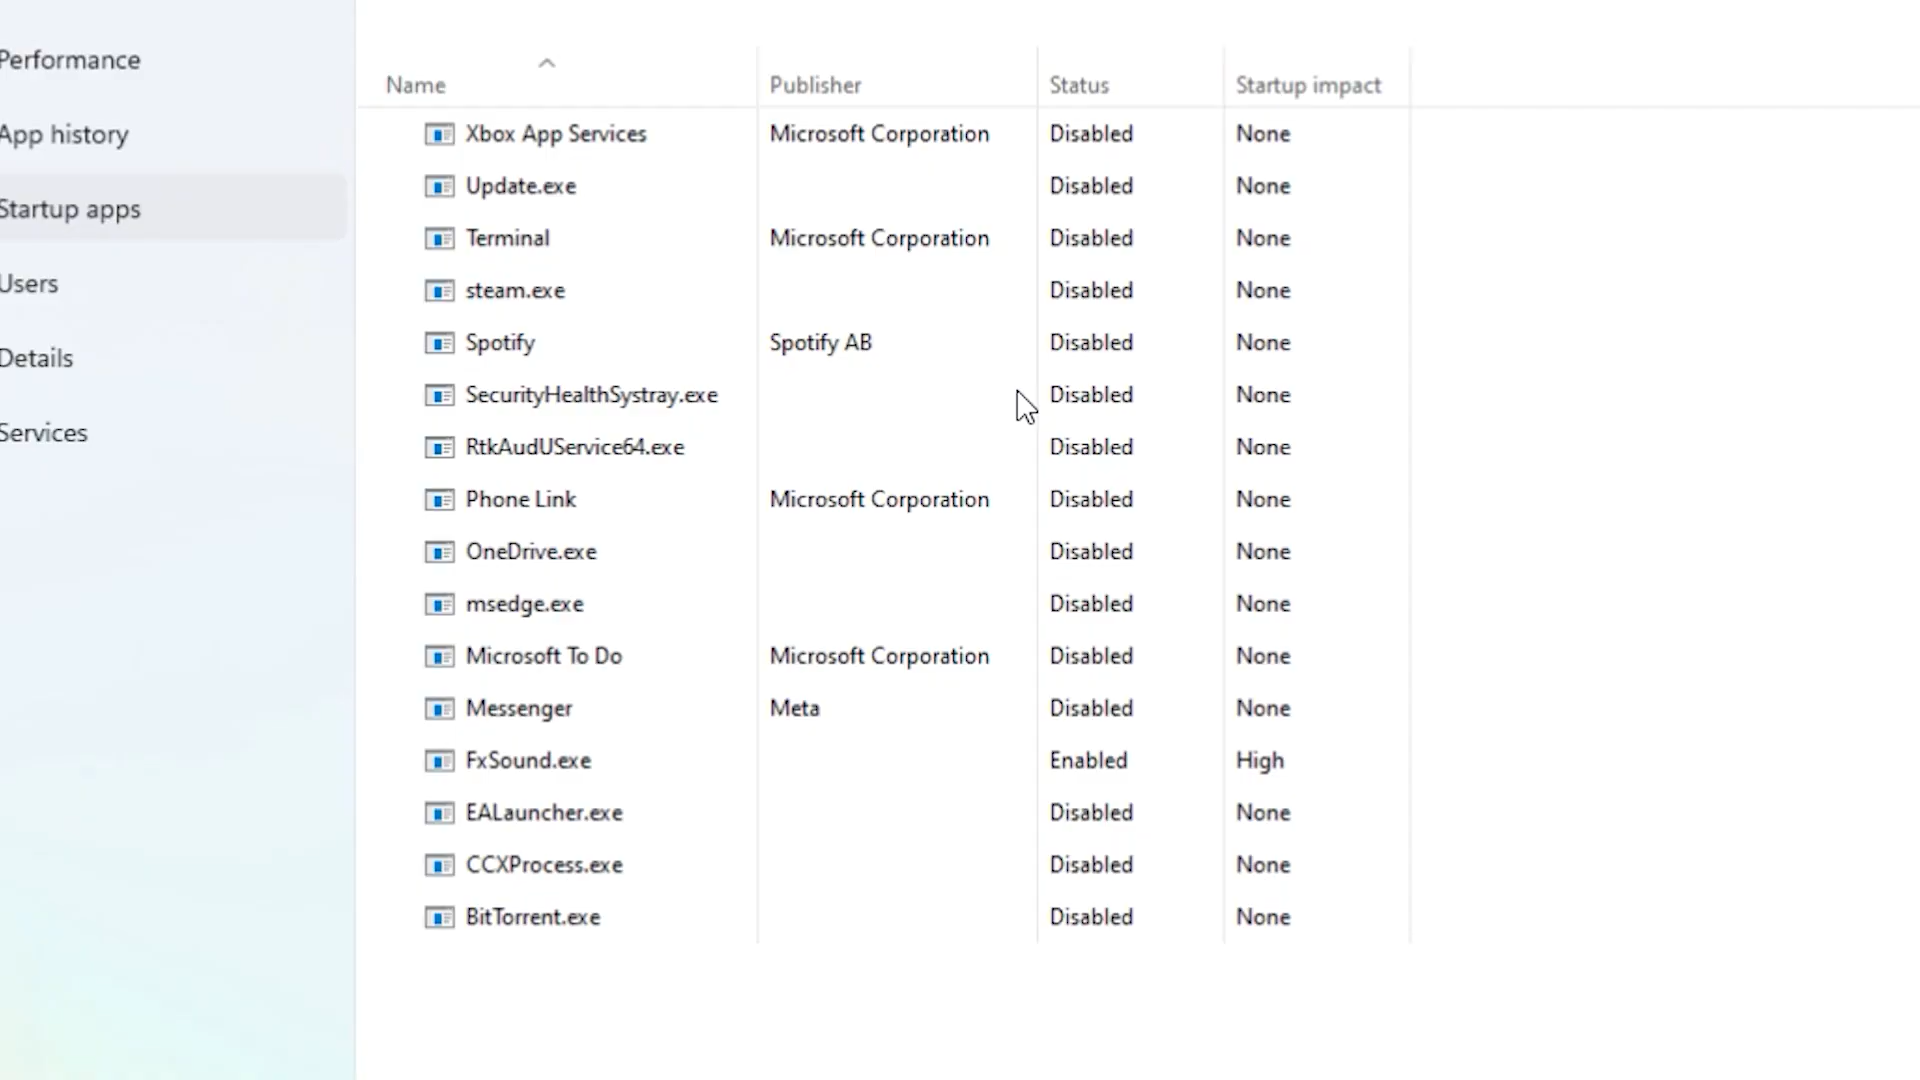 Performance
App history
Startup apps
Users
Details
Services
Name Publisher Status Startup impact
Xbox App Services Microsoft Corporation Disabled None
Update.exe Disabled None
Terminal Microsoft Corporation Disabled None
steam.exe Disabled None
Spotify Spotify AB Disabled None
SecurityHealthSystray.exe Disabled None
RtkAudUService64.exe Disabled None
Phone Link Microsoft Corporation Disabled None
OneDrive.exe Disabled None
msedge.exe Disabled None
Microsoft To Do Microsoft Corporation Disabled None
Messenger Meta Disabled None
FxSound.exe Enabled High
EALauncher.exe Disabled None
CCXProcess.exe Disabled None
BitTorrent.exe Disabled None